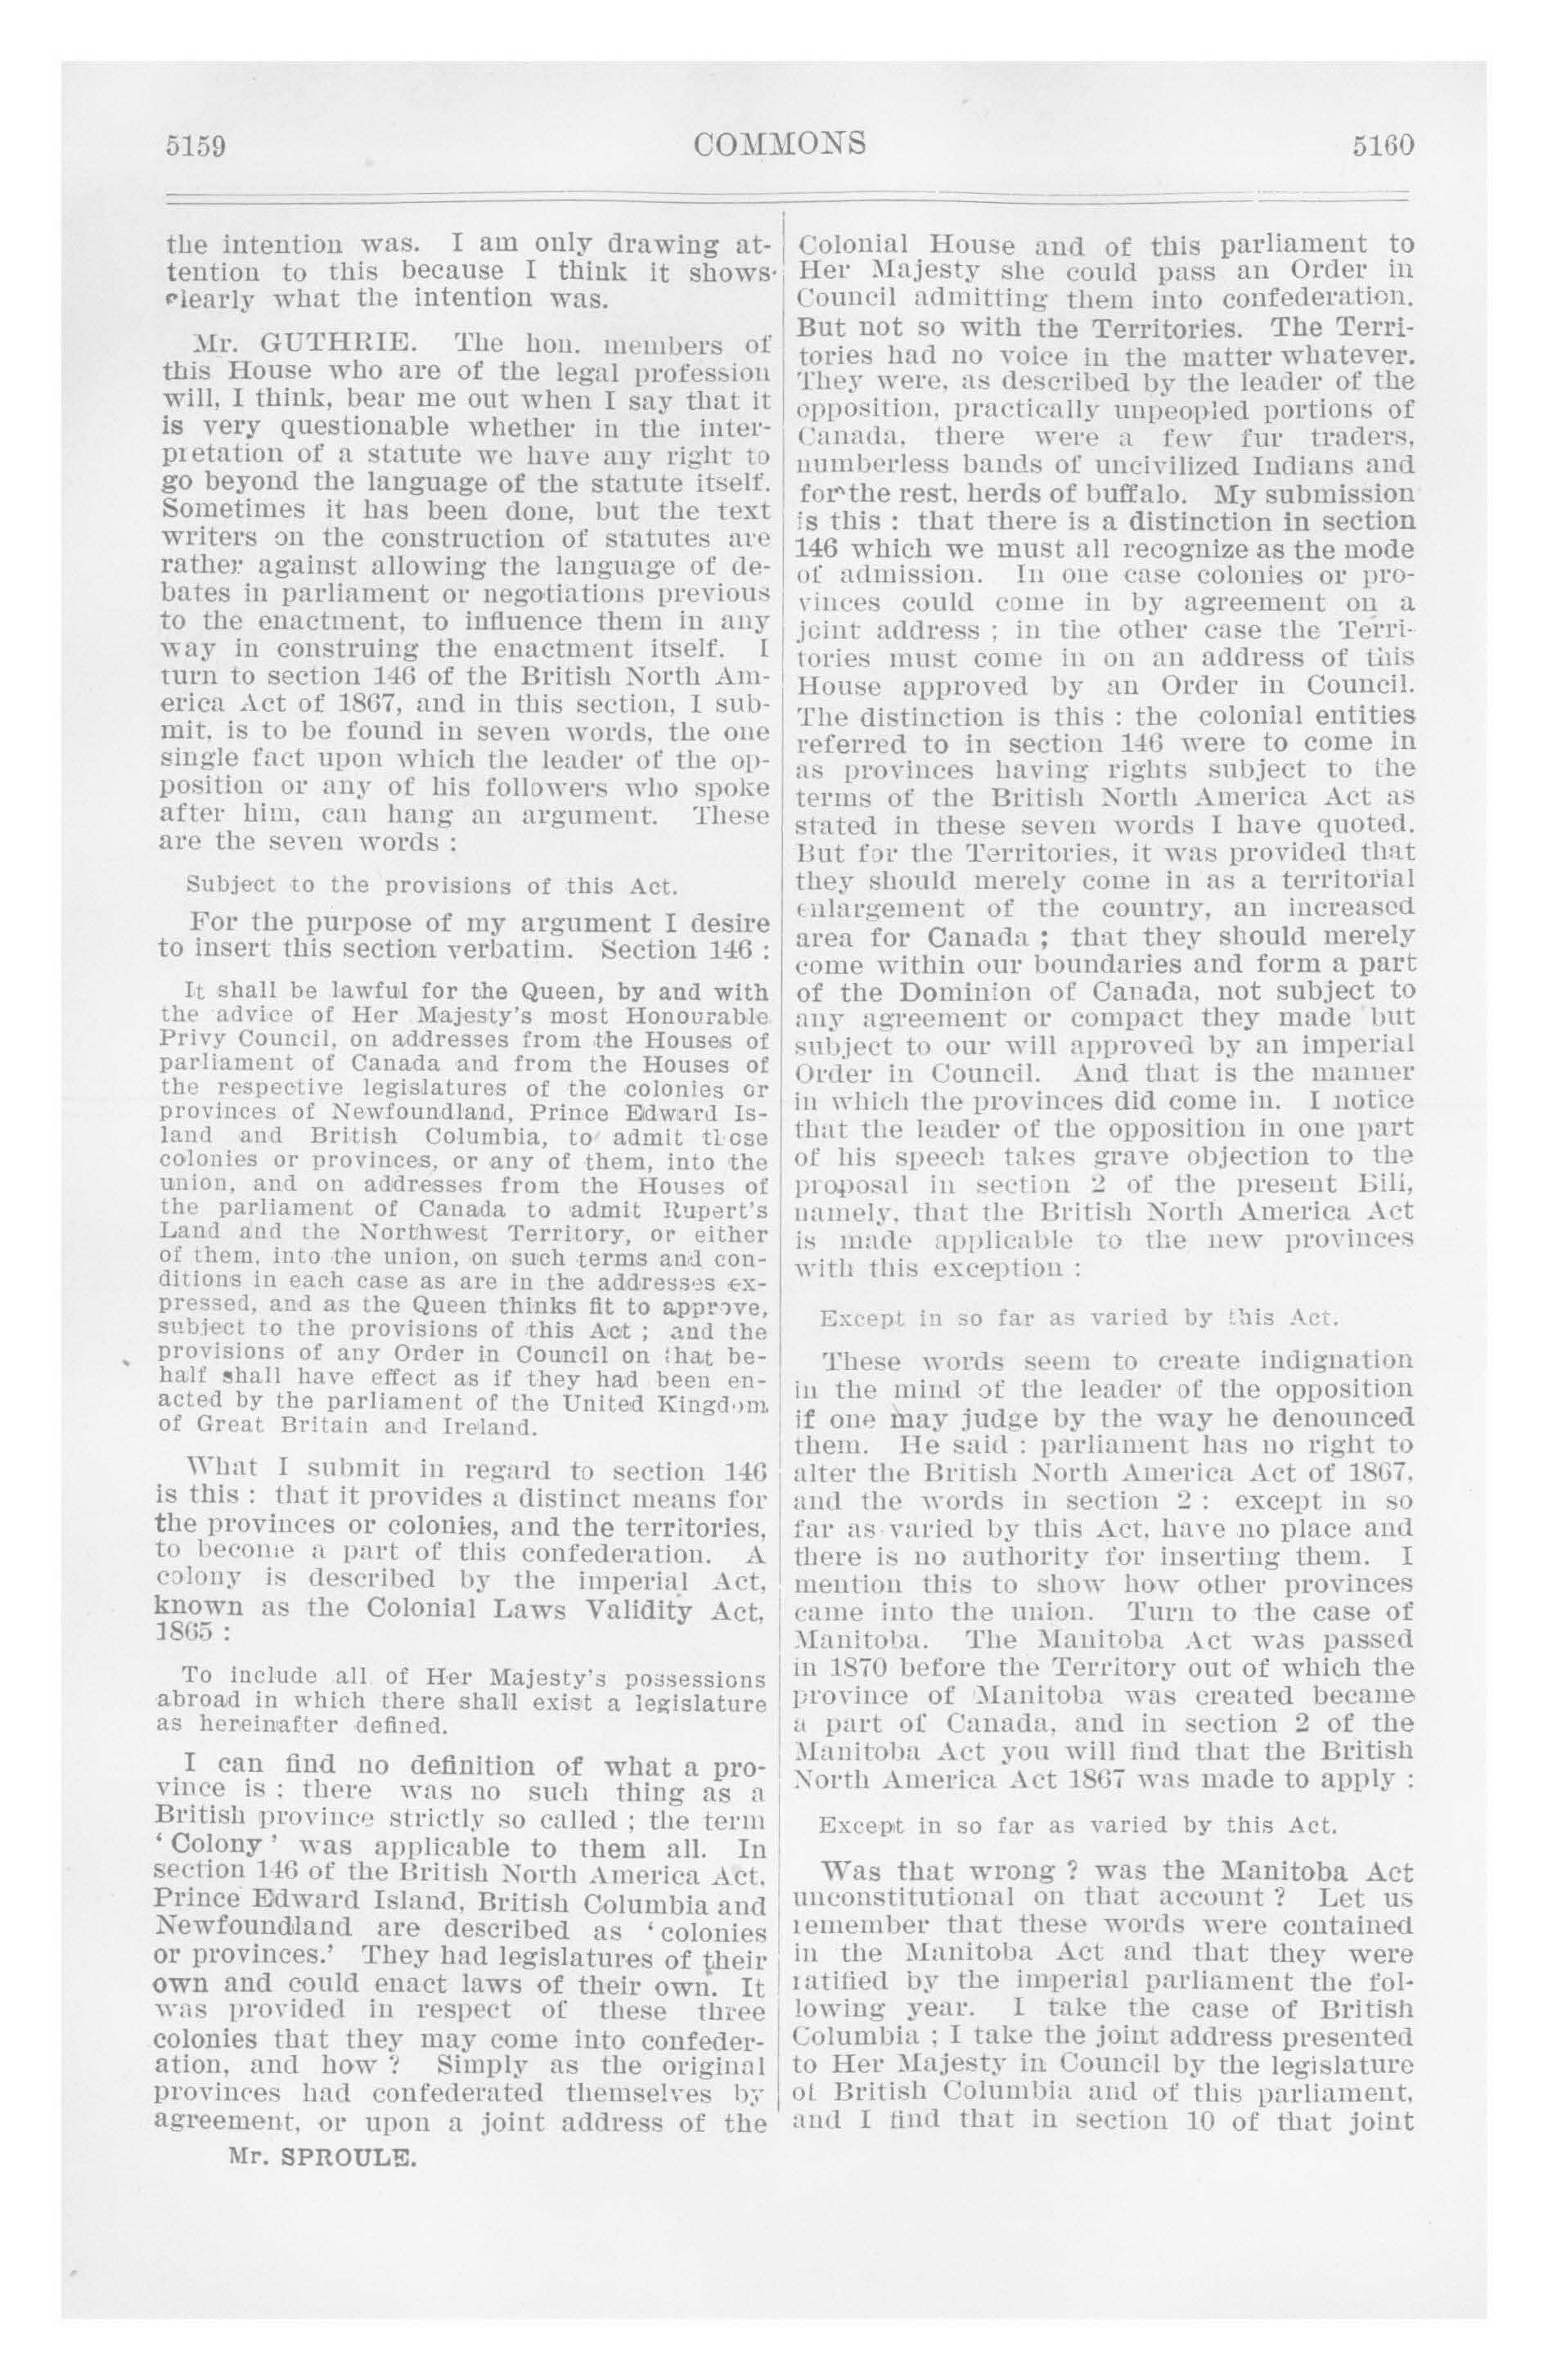 5159
COMMONS
5160
the intention was. I am only drawing at-
tention to this because I think it shows
clearly what the intention was.
Mr. GUTHRIE. The hon. members of
this House who are of the legal profession
will, I think, bear me out when I say that it
is very questionable whether in the inter-
pretation of a statute we have any right to
go beyond the language of the statute itself.
Sometimes it has been done, but the text
writers on the construction of statutes are
rather against allowing the language of de-
bates in parliament or negotiations previous
to the enactment, to influence them in any
way in construing the enactment itself. I
turn to section 146 of the British North Am-
erica Act of 1867, and in this section, I sub-
mit, is to be found in seven words, the one
single fact upon which the leader of the op-
position or any of his followers who spoke
after him, can hang an argument. These
are the seven words :
Subject to the provisions of this Act.
For the purpose of my argument I desire
to insert this section verbatim. Section 146 :
It shall be lawful for the Queen, by and with
the advice of Her Majesty's most Honourable
Privy Council, on addresses from the Houses of
parliament of Canada and from the Houses of
the respective legislatures of the colonies or
provinces of Newfoundland, Prince Edward Is-
land and British Columbia, to admit those
colonies or provinces, or any of them, into the
union, and on addresses from the Houses of
the parliament of Canada to admit Rupert's
Land and the Northwest Territory, or either
of them, into the union, on such terms and con-
ditions in each case as are in the addresses ex-
pressed, and as the Queen thinks fit to approve,
subject to the provisions of this Act ; and the
provisions of any Order in Council on that be-
half shall have effect as if they had been en-
acted by the parliament of the United Kingdom
of Great Britain and Ireland.
What I submit in regard to section 146
is this : that it provides a distinct means for
the provinces or colonies, and the territories,
to become a part of this confederation. A
colony is described by the imperial Act,
known as the Colonial Laws Validity Act,
1865 :
To include all of Her Majesty's possessions
abroad in which there shall exist a legislature
as hereinafter defined.
I can find no definition of what a pro-
vince is ; there was no such thing as a
British province strictly so called ; the term
' Colony ' was applicable to them all. In
section 146 of the British North America Act,
Prince Edward Island, British Columbia and
Newfoundland are described as ' colonies
or provinces.' They had legislatures of their
own and could enact laws of their own. It
was provided in respect of these three
colonies that they may come into confeder-
ation, and how ? Simply as the original
provinces had confederated themselves by
agreement, or upon a joint address of the
Mr. SPROULE.
Colonial House and of this parliament to
Her Majesty she could pass an Order in
Council admitting them into confederation.
But not so with the Territories. The Terri-
tories had no voice in the matter whatever.
They were, as described by the leader of the
opposition, practically unpeopled portions of
Canada, there were a few fur traders,
numberless bands of uncivilized Indians and
for the rest, herds of buffalo. My submission
is this : that there is a distinction in section
146 which we must all recognize as the mode
of admission. In one case colonies or pro-
vinces could come in by agreement on a
joint address ; in the other case the Terri-
tories must come in on an address of this
House approved by an Order in Council.
The distinction is this : the colonial entities
referred to in section 146 were to come in
as provinces having rights subject to the
terms of the British North America Act as
stated in these seven words I have quoted.
But for the Territories, it was provided that
they should merely come in as a territorial
enlargement of the country, an increased
area for Canada ; that they should merely
come within our boundaries and form a part
of the Dominion of Canada, not subject to
any agreement or compact they made but
subject to our will approved by an imperial
Order in Council. And that is the manner
in which the provinces did come in. I notice
that the leader of the opposition in one part
of his speech takes grave objection to the
proposal in section 2 of the present Bill,
namely, that the British North America Act
is made applicable to the new provinces
with this exception :
Except in so far as varied by this Act.
These words seem to create indignation
in the mind of the leader of the opposition
if one may judge by the way he denounced
them. He said : parliament has no right to
alter the British North America Act of 1867,
and the words in section 2 : except in so
far as varied by this Act, have no place and
there is no authority for inserting them. I
mention this to show how other provinces
came into the union. Turn to the case of
Manitoba. The Manitoba Act was passed
in 1870 before the Territory out of which the
province of Manitoba was created became
a part of Canada, and in section 2 of the
Manitoba Act you will find that the British
North America Act 1867 was made to apply :
Except in so far as varied by this Act.
Was that wrong ? was the Manitoba Act
unconstitutional on that account ? Let us
remember that these words were contained
in the Manitoba Act and that they were
ratified by the imperial parliament the fol-
lowing year. I take the case of British
Columbia ; I take the joint address presented
to Her Majesty in Council by the legislature
of British Columbia and of this parliament,
and I find that in section 10 of that joint